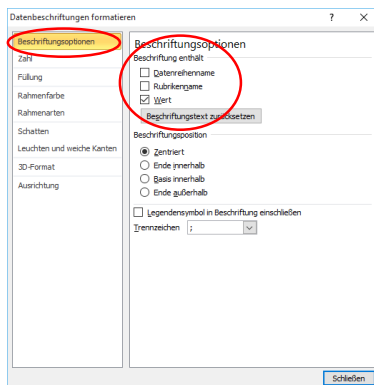 Datenbeschriftungen formatieren ? X
Beschriftungsoptionen
Zahl
Füllung
Rahmenfarbe
Rahmenarten
Schatten
Leuchten und weiche Kanten
3D-Format
Ausrichtung
Beschriftungsoptionen
Beschriftung enthält
Datenreihenname
Rubrikenname
Wert
Beschriftungstext zurücksetzen
Beschriftungsposition
Zentriert
Ende innerhalb
Basis innerhalb
Ende außerhalb
Legendensymbol in Beschriftung einschließen
Trennzeichen ;
Schließen